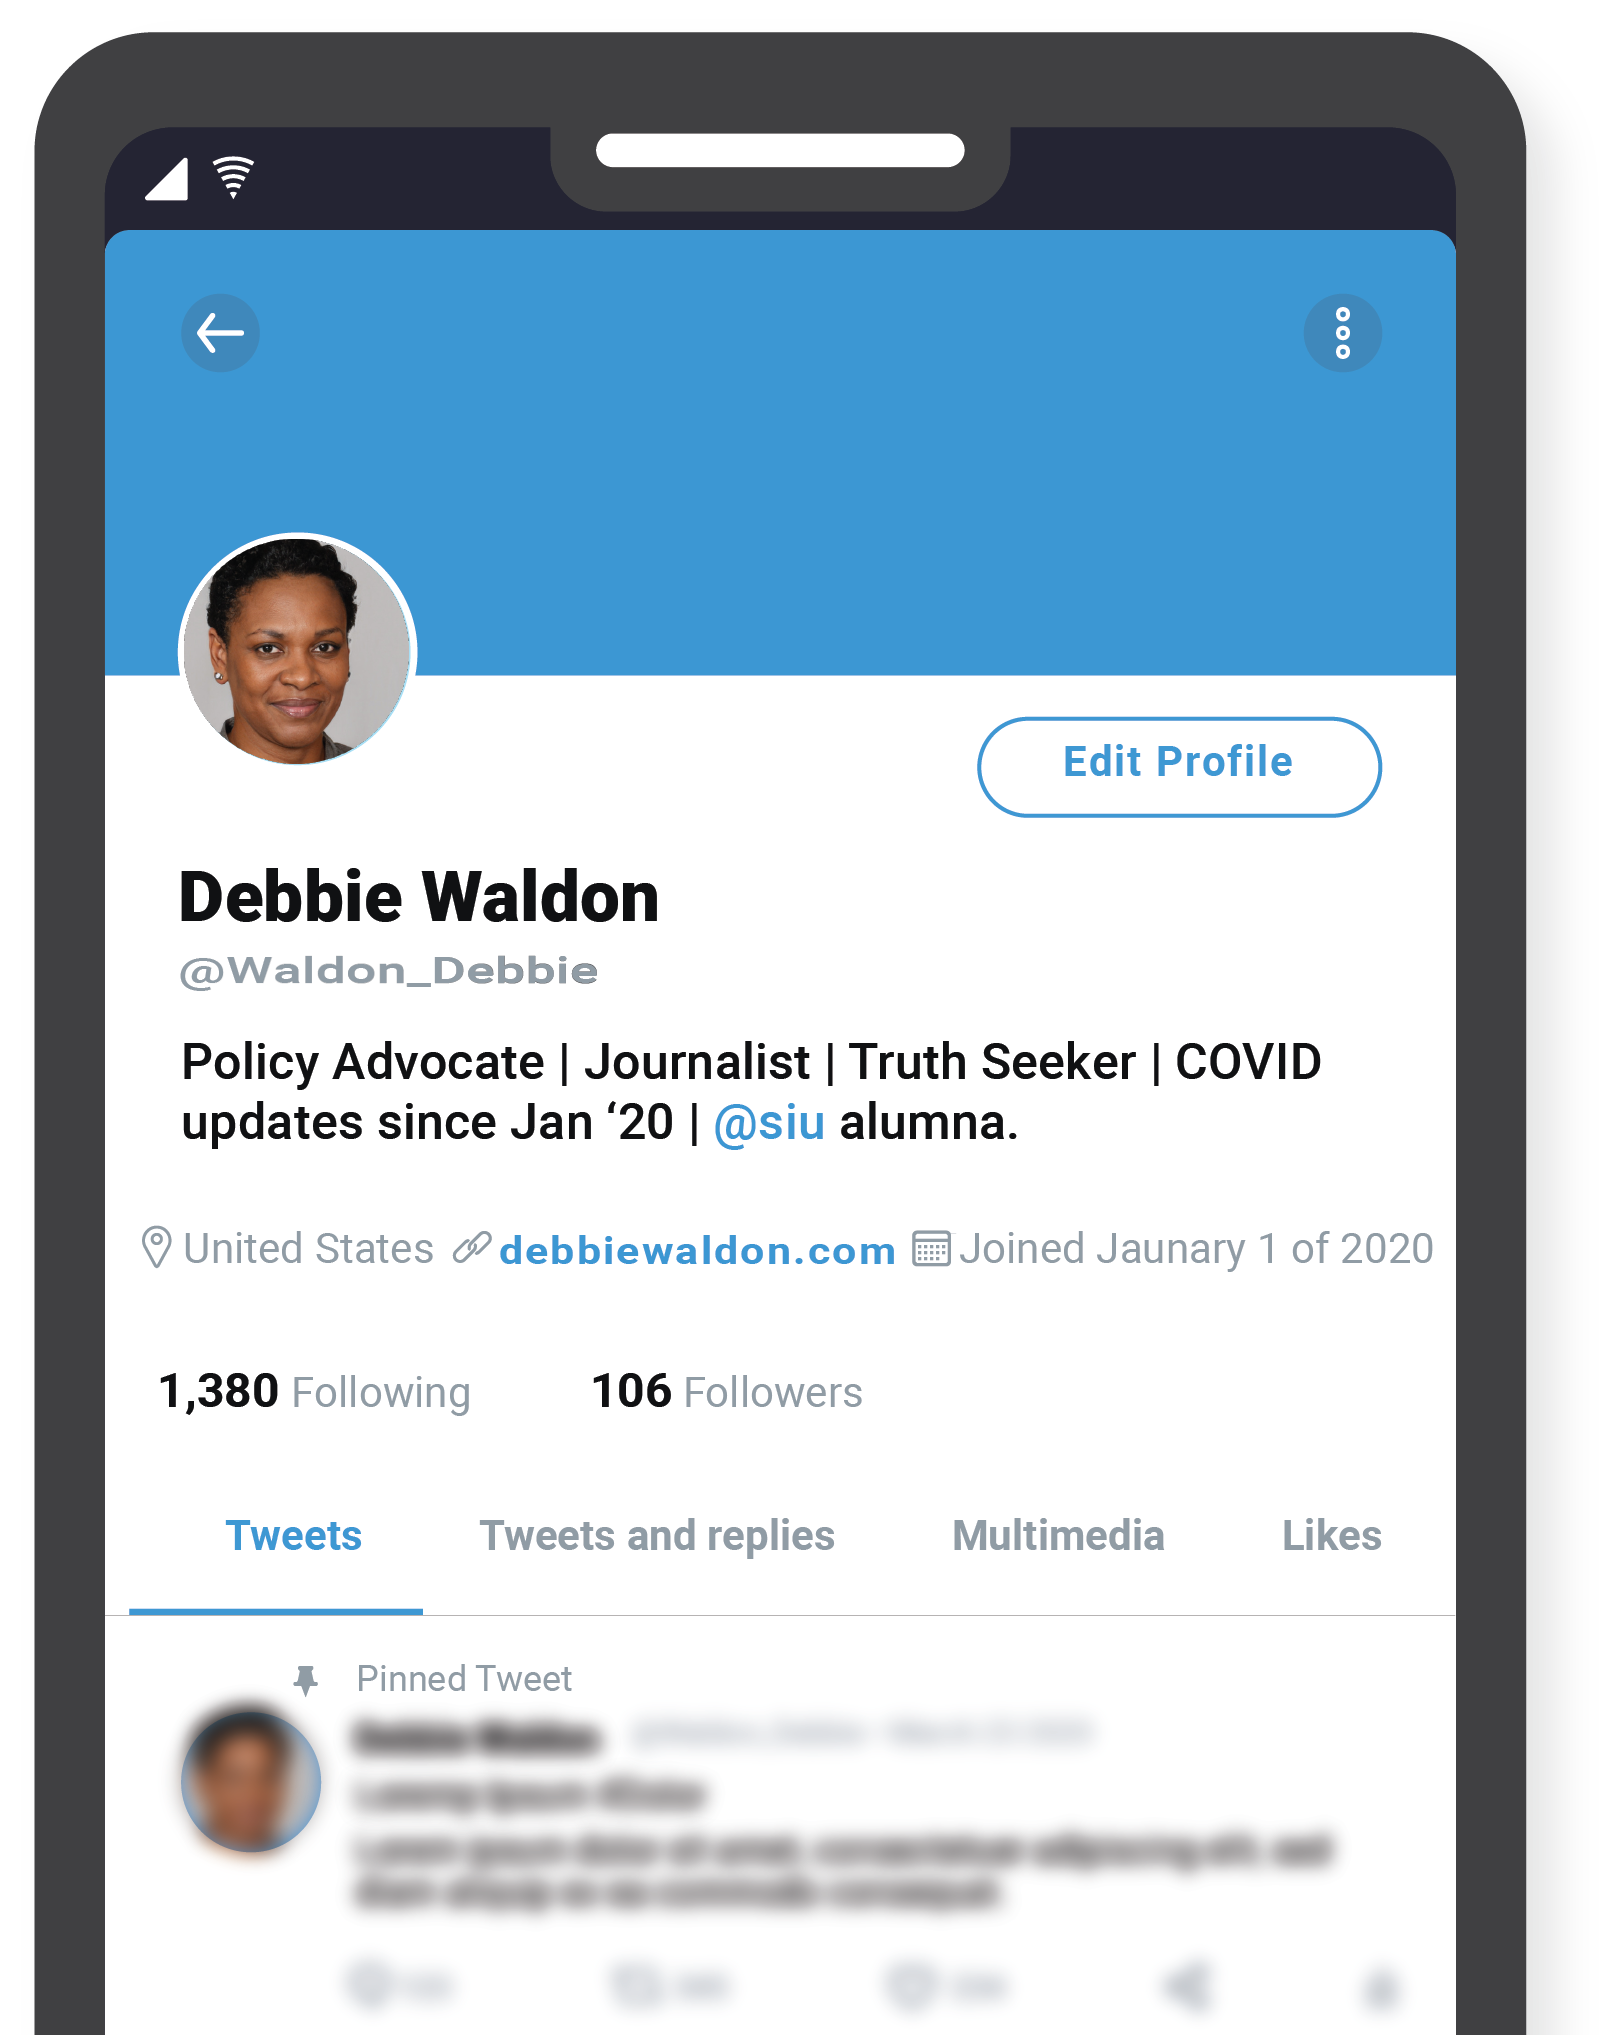 Edit Profile
Debbie Waldon
@Waldon_Debbie
Policy Advocate | Journalist | Truth Seeker | COVID
updates since Jan ‘20 | @siu alumna.
United States debbiewaldon.com Joined Jaunary 1 of 2020
1,380 Following 106 Followers
Tweets Tweets and replies Multimedia Likes
Pinned Tweet
Debbie Waldon